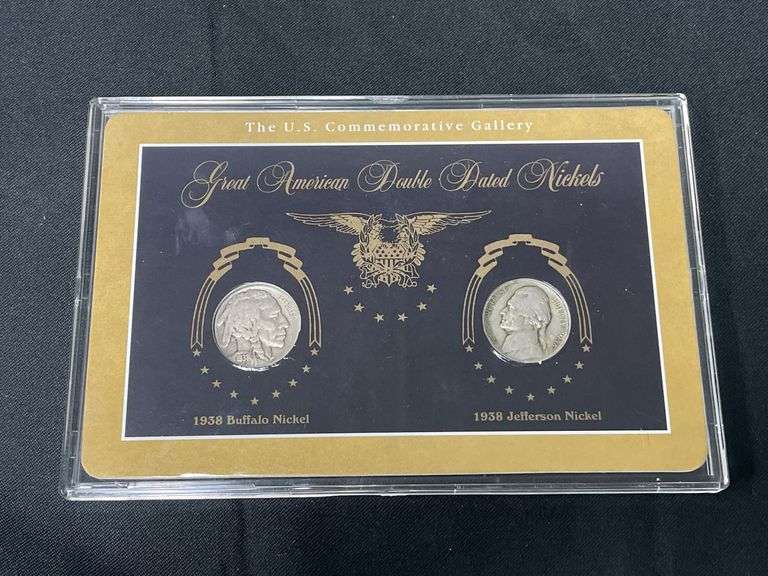 The U.S. Commemorative Gallery
Great American Double Dated Nickels
1938 Buffalo Nickel
1938 Jefferson Nickel